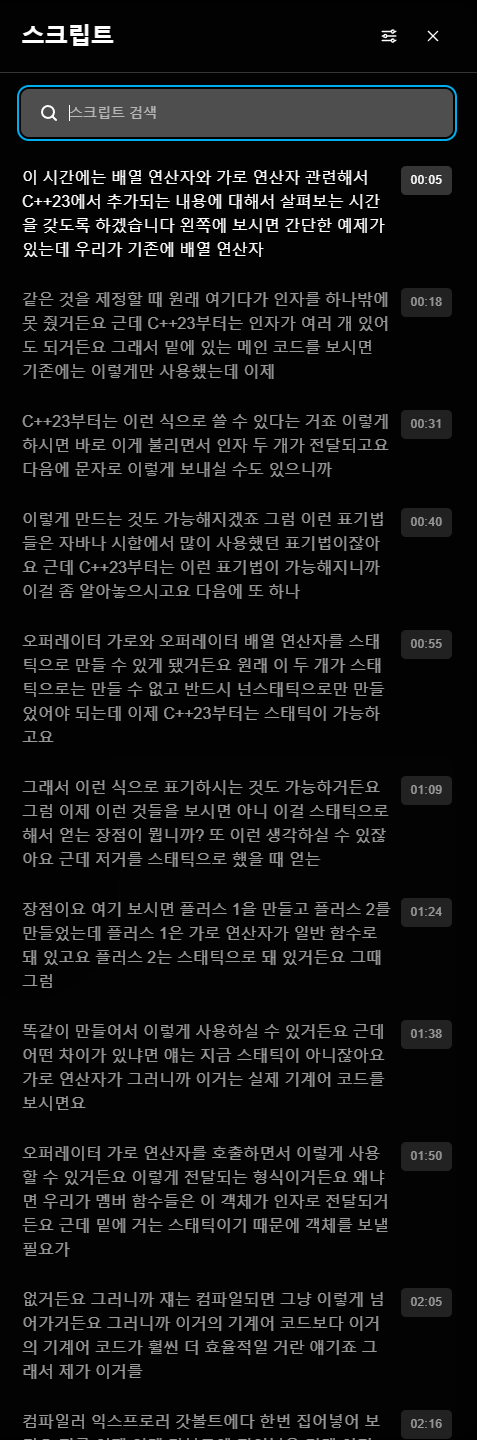 스크립트
스크립트 검색
이 시간에는 배열 연산자와 가로 연산자 관련해서
00:05
C++23에서 추가되는 내용에 대해서 살펴보는 시간
을 갖도록 하겠습니다 왼쪽에 보시면 간단한 예제가
있는데 우리가 기존에 배열 연산자
같은 것을 제정할 때 원래 여기다가 인자를 하나밖에
00:18
못 줬거든요 근데 C++23부터는 인자가 여러 개 있어
도 되거든요 그래서 밑에 있는 메인 코드를 보시면
기존에는 이렇게만 사용했는데 이제
C++23부터는 이런 식으로 쓸 수 있다는 거죠 이렇게
00:31
하시면 바로 이게 불리면서 인자 두 개가 전달되고요
다음에 문자로 이렇게 보내실 수도 있으니까
이렇게 만드는 것도 가능해지겠죠 그럼 이런 표기법
00:40
들은 자바나 시합에서 많이 사용했던 표기법이잖아
요 근데 C++23부터는 이런 표기법이 가능해지니까
이걸 좀 알아놓으시고요 다음에 또 하나
오퍼레이터 가로와 오퍼레이터 배열 연산자를 스태
00:55
틱으로 만들 수 있게 됐거든요 원래 이 두 개가 스태
틱으로는 만들 수 없고 반드시 넌스태틱으로만 만들
었어야 되는데 이제 C++23부터는 스태틱이 가능하
고요
그래서 이런 식으로 표기하시는 것도 가능하거든요
01:09
그럼 이제 이런 것들을 보시면 아니 이걸 스태틱으로
해서 얻는 장점이 뭡니까? 또 이런 생각하실 수 있잖
아요 근데 저거를 스태틱으로 했을 때 얻는
장점이요 여기 보시면 플러스 1을 만들고 플러스 2를
01:24
만들었는데 플러스 1은 가로 연산자가 일반 함수로
돼 있고요 플러스 2는 스태틱으로 돼 있거든요 그때
그럼
똑같이 만들어서 이렇게 사용하실 수 있거든요 근데
01:38
어떤 차이가 있냐면 얘는 지금 스태틱이 아니잖아요
가로 연산자가 그러니까 이거는 실제 기계어 코드를
보시면요
오퍼레이터 가로 연산자를 호출하면서 이렇게 사용
01:50
할 수 있거든요 이렇게 전달되는 형식이거든요 왜냐
면 우리가 멤버 함수들은 이 객체가 인자로 전달되거
든요 근데 밑에 거는 스태틱이기 때문에 객체를 보낼
필요가
없거든요 그러니까 쟤는 컴파일되면 그냥 이렇게 넘
02:05
어가거든요 그러니까 이거의 기계어 코드보다 이거
의 기계어 코드가 훨씬 더 효율적일 거란 얘기죠 그
래서 제가 이거를
컴파일러 익스프로러 갓볼트에다 한번 집어넣어 보
02:16